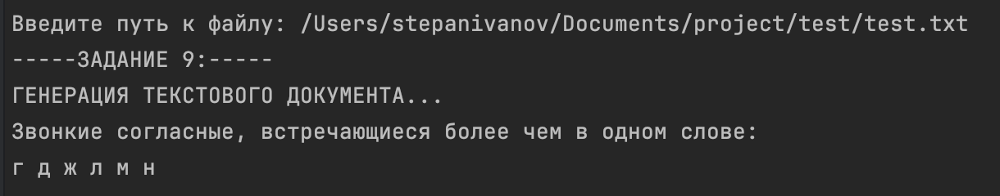 Введите путь к файлу: /Users/stepanivanov/Documents/project/test/test.txt
-----ЗАДАНИЕ 9:-----
ГЕНЕРАЦИЯ ТЕКСТОВОГО ДОКУМЕНТА...
Звонкие согласные, встречающиеся более чем в одном слове:
г д ж л м н